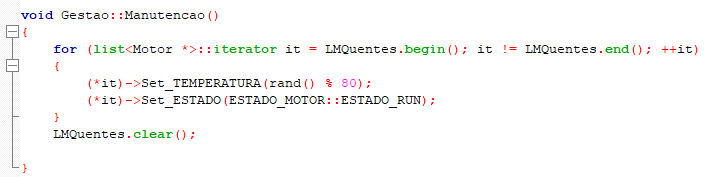 void Gestao::Manutencao()
{
    for (list<Motor *>::iterator it = LMQuentes.begin(); it != LMQuentes.end(); ++it)
    {
        (*it)->Set_TEMPERATURA(rand() % 80);
        (*it)->Set_ESTADO(ESTADO_MOTOR::ESTADO_RUN);
    }
    LMQuentes.clear();
}